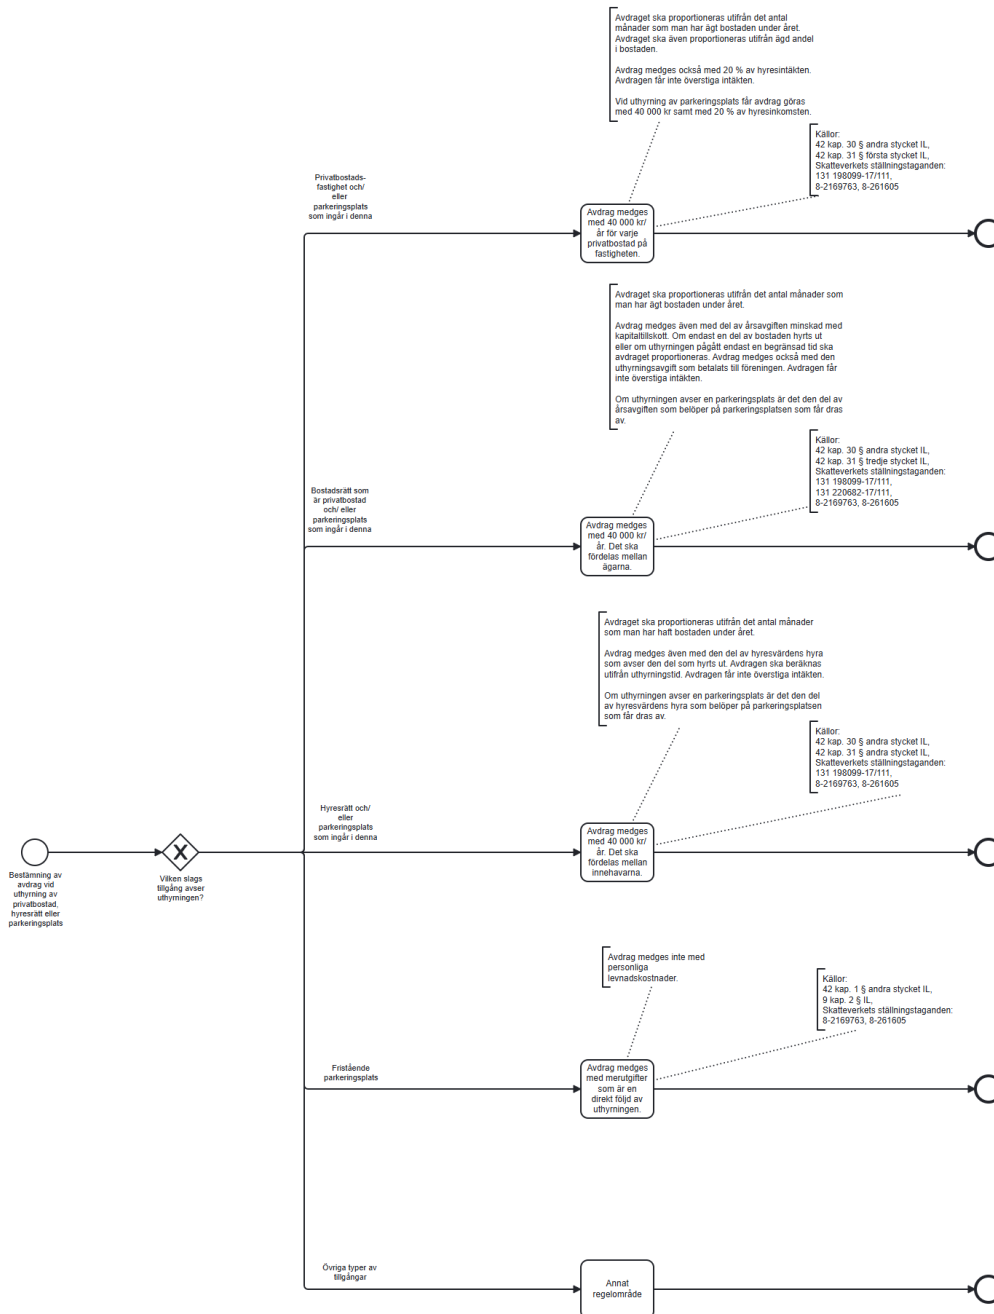 Avdraget ska proportioneras utifrån det antal
månader som man har ägt bostaden under året.
Avdraget ska även proportioneras utifrån ägd andel
i bostaden.
Avdrag medges också med 20 % av hyresintäkten.
Avdragen får inte överstiga intäkten.
Vid uthyrning av parkeringsplats får avdrag göras
med 40 000 kr samt med 20 % av hyresinkomsten.
Källor:
42 kap. 30 § andra stycket IL,
42 kap. 31 § första stycket IL,
Skatteverkets ställningstaganden:
131 198099-17/111,
8-2169763, 8-261605
Privatbostads-
fastighet och/
eller
parkeringsplats
som ingår i denna
Avdrag medges
med 40 000 kr/
år för varje
privatbostad på
fastigheten.
Avdraget ska proportioneras utifrån det antal månader som
man har ägt bostaden under året.
Avdrag medges även med del av årsavgiften minskad med
kapitaltillskott. Om endast en del av bostaden hyrts ut
eller om uthyrningen pågått endast en begränsad tid ska
avdraget proportioneras. Avdrag medges också med den
uthyrningsavgift som betalats till föreningen. Avdragen får
inte överstiga intäkten.
Om uthyrningen avser en parkeringsplats är det den del av
årsavgiften som belöper på parkeringsplatsen som får dras
av.
Källor:
42 kap. 30 § andra stycket IL,
42 kap. 31 § tredje stycket IL,
Skatteverkets ställningstaganden:
131 198099-17/111,
131 220682-17/111,
8-2169763, 8-261605
Bostadsrätt som
är privatbostad
och/ eller
parkeringsplats
som ingår i denna
Avdrag medges
med 40 000 kr/
år. Det ska
fördelas mellan
ägarna.
Avdraget ska proportioneras utifrån det antal månader
som man har haft bostaden under året.
Avdrag medges även med den del av hyresvärdens hyra
som avser den del som hyrts ut. Avdragen ska beräknas
utifrån uthyrningstid. Avdragen får inte överstiga intäkten.
Om uthyrningen avser en parkeringsplats är det den del
av hyresvärdens hyra som belöper på parkeringsplatsen
som får dras av.
Källor:
42 kap. 30 § andra stycket IL,
42 kap. 31 § andra stycket IL,
Skatteverkets ställningstaganden:
131 198099-17/111,
8-2169763, 8-261605
Hyresrätt och/
eller
parkeringsplats
som ingår i denna
Avdrag medges
med 40 000 kr/
år. Det ska
fördelas mellan
innehavarna.
Bestämning av
avdrag vid
uthyrning av
privatbostad,
hyresrätt eller
parkeringsplats
Vilken slags
tillgång avser
uthyrningen?
Avdrag medges inte med
personliga
levnadskostnader.
Källor:
42 kap. 1 § andra stycket IL,
9 kap. 2 § IL,
Skatteverkets ställningstaganden:
8-2169763, 8-261605
Fristående
parkeringsplats
Avdrag medges
med merutgifter
som är en
direkt följd av
uthyrningen.
Övriga typer av
tillgångar
Annat
regelområde